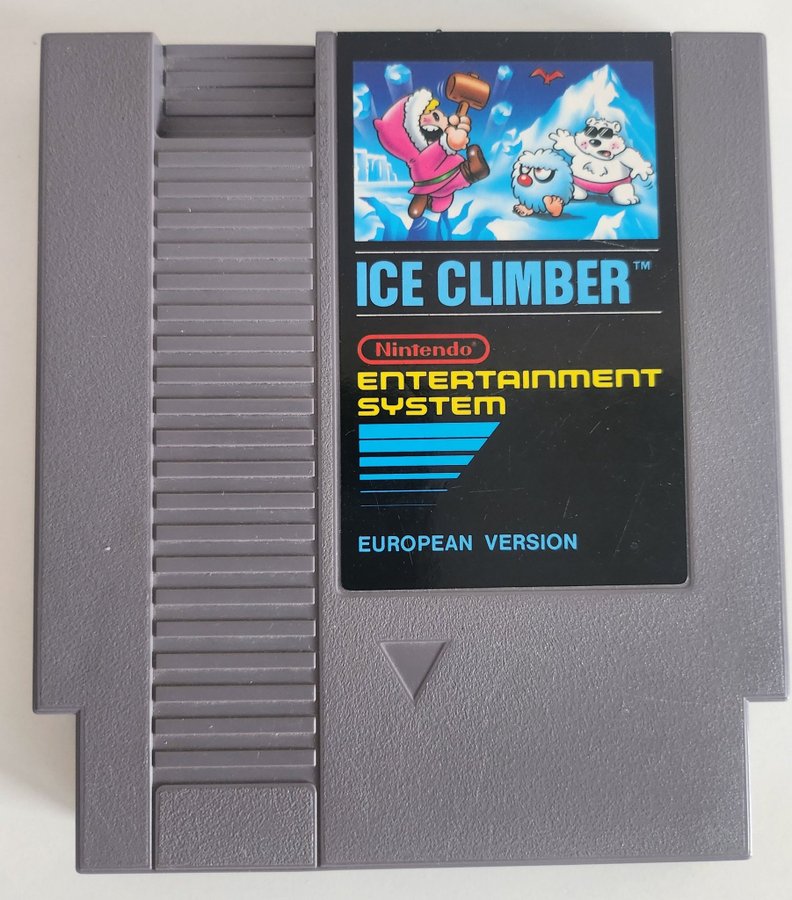 ICE CLIMBER™
Nintendo®
ENTERTAINMENT
SYSTEM
EUROPEAN VERSION